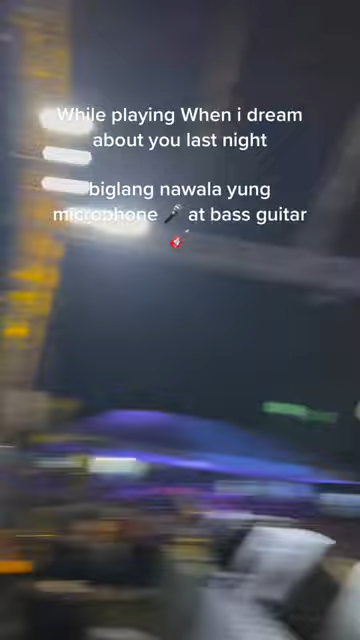 While playing When i dream
about you last night
biglang nawala yung
microphone 🎤 at bass guitar
🎸